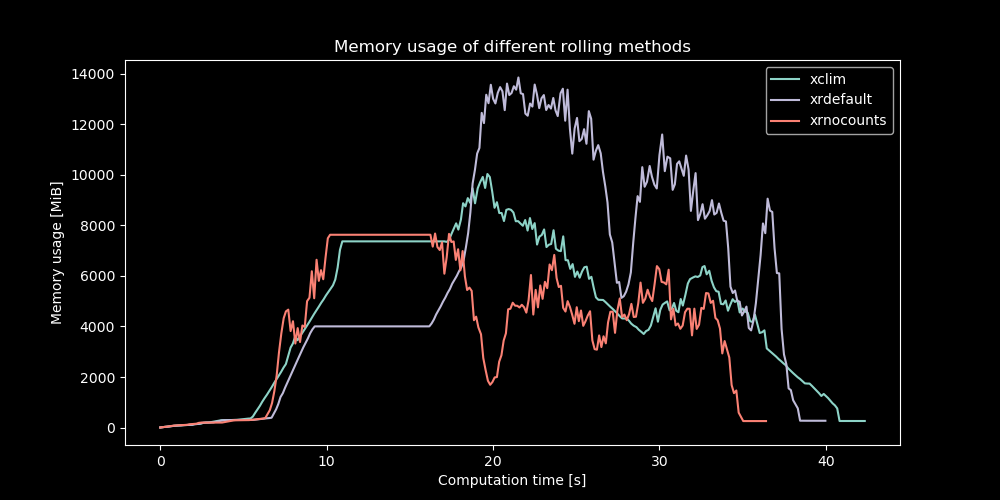 Memory usage of different rolling methods
Memory usage [MiB]
14000
12000
10000
8000
6000
4000
2000
0
xclim
xrdefault
xrnocounts
0 10 20 30 40
Computation time [s]